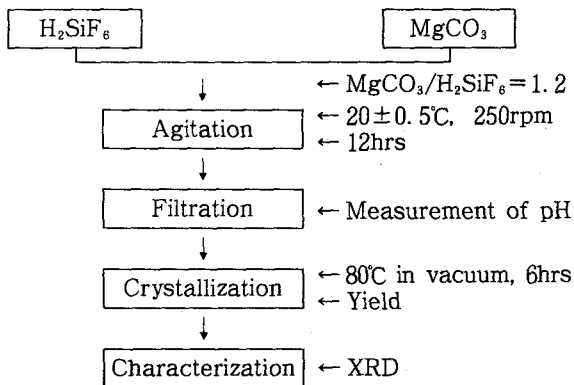 H₂SiF₆
MgCO₃
← MgCO₃/H₂SiF₆=1.2
Agitation
← 20±0.5℃, 250rpm
← 12hrs
Filtration
← Measurement of pH
Crystallization
← 80℃ in vacuum, 6hrs
← Yield
Characterization
← XRD